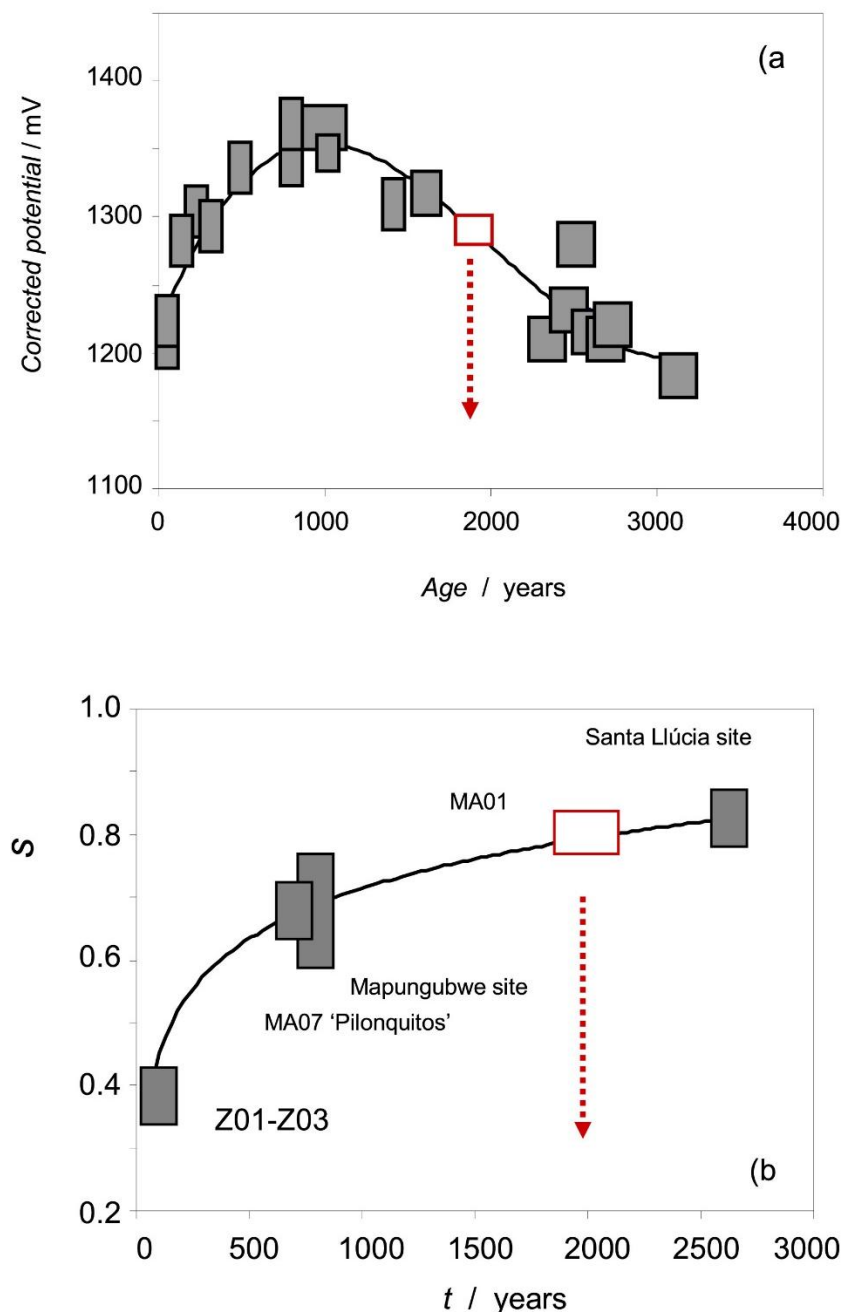 (a
1400
1300
1200
1100
Corrected potential / mV
0 1000 2000 3000 4000
Age / years
1.0
0.8
0.6
0.4
0.2
S
Santa Llúcia site
MA01
Mapungubwe site
MA07 ‘Pilonquitos’
Z01-Z03
(b
0 500 1000 1500 2000 2500 3000
t / years